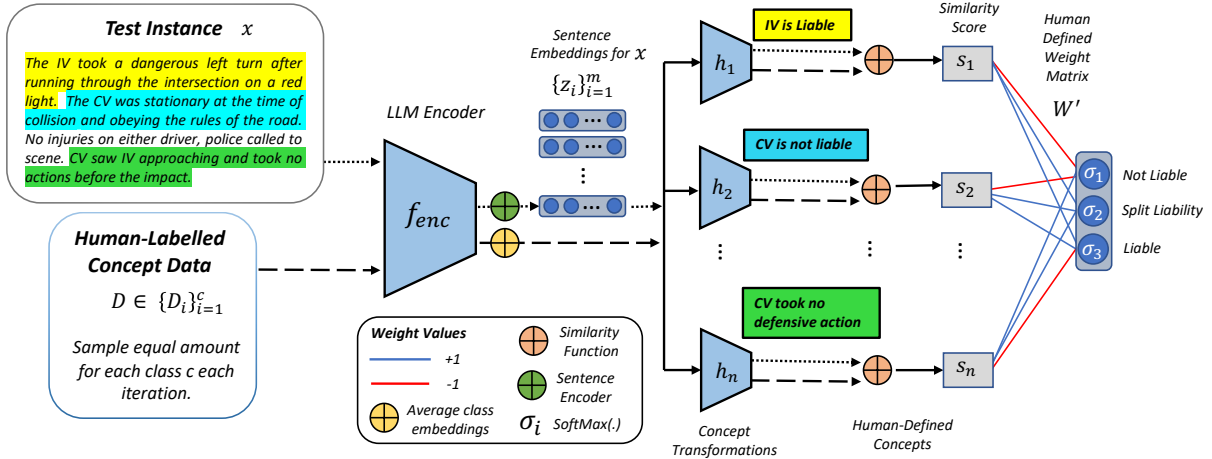 Test Instance x
The IV took a dangerous left turn after
running through the intersection on a red
light. The CV was stationary at the time of
collision and obeying the rules of the road.
No injuries on either driver, police called to
scene. CV saw IV approaching and took no
actions before the impact.
Human-Labelled
Concept Data
D ∈ {D_i}_{i=1}^c
Sample equal amount
for each class c each
iteration.
LLM Encoder
f_enc
Sentence
Embeddings for x
{z_i}_{i=1}^m
Weight Values
+1
-1
Average class
embeddings
Similarity
Function
Sentence
Encoder
σ_i SoftMax(.)
h_1
h_2
h_n
Concept
Transformations
IV is Liable
CV is not liable
CV took no
defensive action
Human-Defined
Concepts
Similarity
Score
s_1
s_2
s_n
Human
Defined
Weight
Matrix
W'
σ_1 Not Liable
σ_2 Split Liability
σ_3 Liable